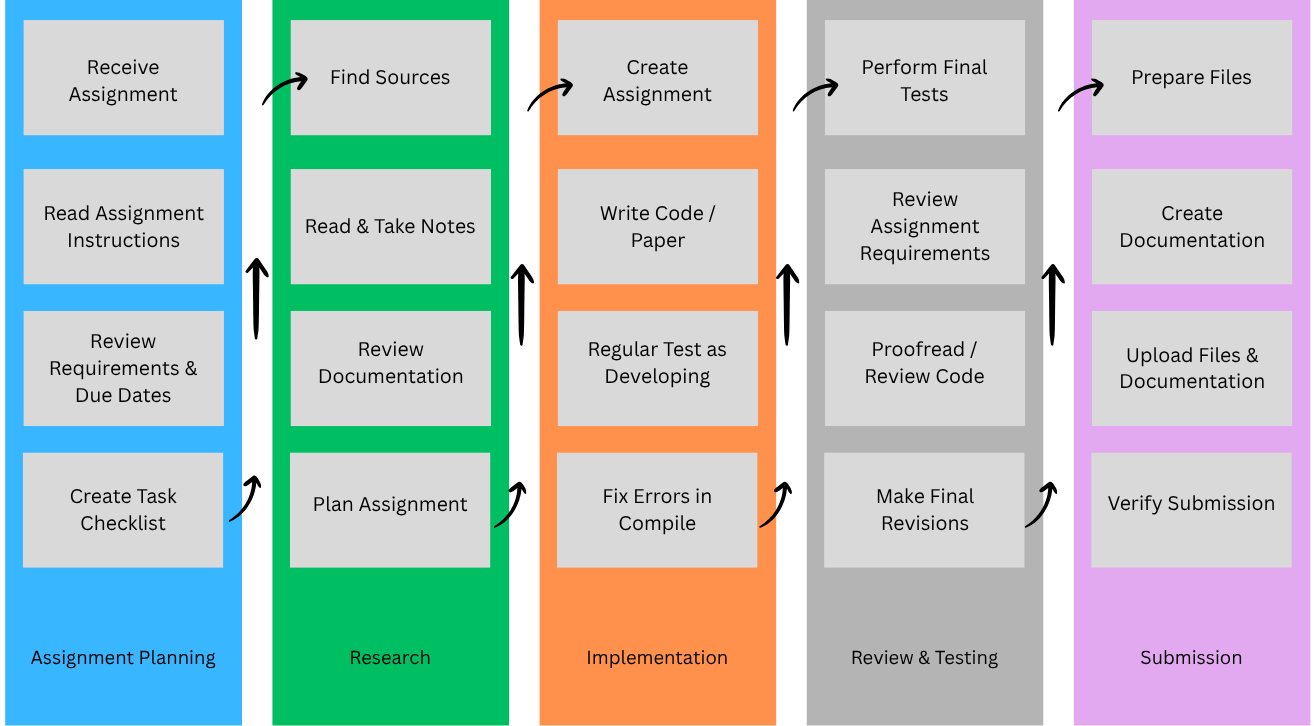 Receive
Assignment
Read Assignment
Instructions
Review
Requirements &
Due Dates
Create Task
Checklist
Assignment Planning
Find Sources
Read & Take Notes
Review
Documentation
Plan Assignment
Research
Create
Assignment
Write Code /
Paper
Regular Test as
Developing
Fix Errors in
Compile
Implementation
Perform Final
Tests
Review
Assignment
Requirements
Proofread /
Review Code
Make Final
Revisions
Review & Testing
Prepare Files
Create
Documentation
Upload Files &
Documentation
Verify Submission
Submission